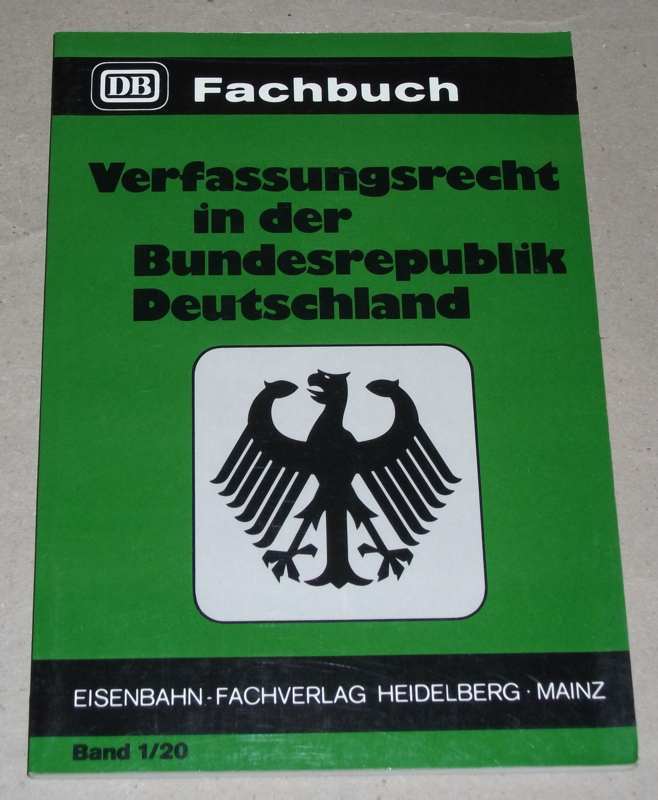 DB Fachbuch
Verfassungsrecht
in der
Bundesrepublik
Deutschland
EISENBAHN-FACHVERLAG HEIDELBERG · MAINZ
Band 1/20